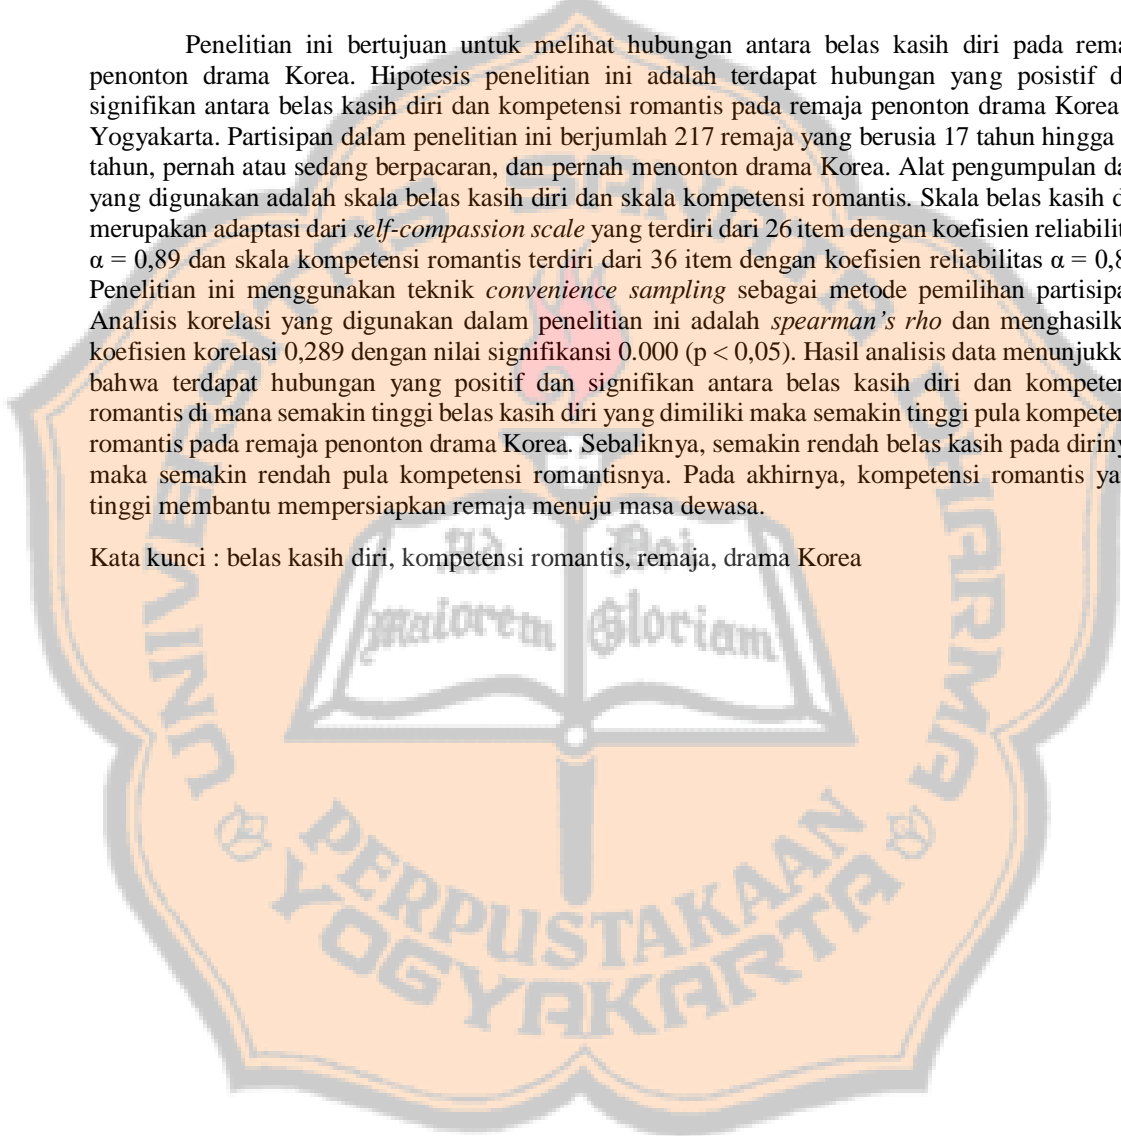 Penelitian ini bertujuan untuk melihat hubungan antara belas kasih diri pada rema
penonton drama Korea. Hipotesis penelitian ini adalah terdapat hubungan yang posistif d
signifikan antara belas kasih diri dan kompetensi romantis pada remaja penonton drama Korea
Yogyakarta. Partisipan dalam penelitian ini berjumlah 217 remaja yang berusia 17 tahun hingga
tahun, pernah atau sedang berpacaran, dan pernah menonton drama Korea. Alat pengumpulan da
yang digunakan adalah skala belas kasih diri dan skala kompetensi romantis. Skala belas kasih d
merupakan adaptasi dari self-compassion scale yang terdiri dari 26 item dengan koefisien reliabilit
α = 0,89 dan skala kompetensi romantis terdiri dari 36 item dengan koefisien reliabilitas α = 0,8
Penelitian ini menggunakan teknik convenience sampling sebagai metode pemilihan partisipa
Analisis korelasi yang digunakan dalam penelitian ini adalah spearman's rho dan menghasilk
koefisien korelasi 0,289 dengan nilai signifikansi 0.000 (p < 0,05). Hasil analisis data menunjukk
bahwa terdapat hubungan yang positif dan signifikan antara belas kasih diri dan kompeten
romantis di mana semakin tinggi belas kasih diri yang dimiliki maka semakin tinggi pula kompeten
romantis pada remaja penonton drama Korea. Sebaliknya, semakin rendah belas kasih pada diriny
maka semakin rendah pula kompetensi romantisnya. Pada akhirnya, kompetensi romantis ya
tinggi membantu mempersiapkan remaja menuju masa dewasa.
Kata kunci : belas kasih diri, kompetensi romantis, remaja, drama Korea
UNIVERSITAS SANATA DHARMA
Ad Dei
Maiorem Gloriam
PERPUSTAKAAN
YOGYAKARTA